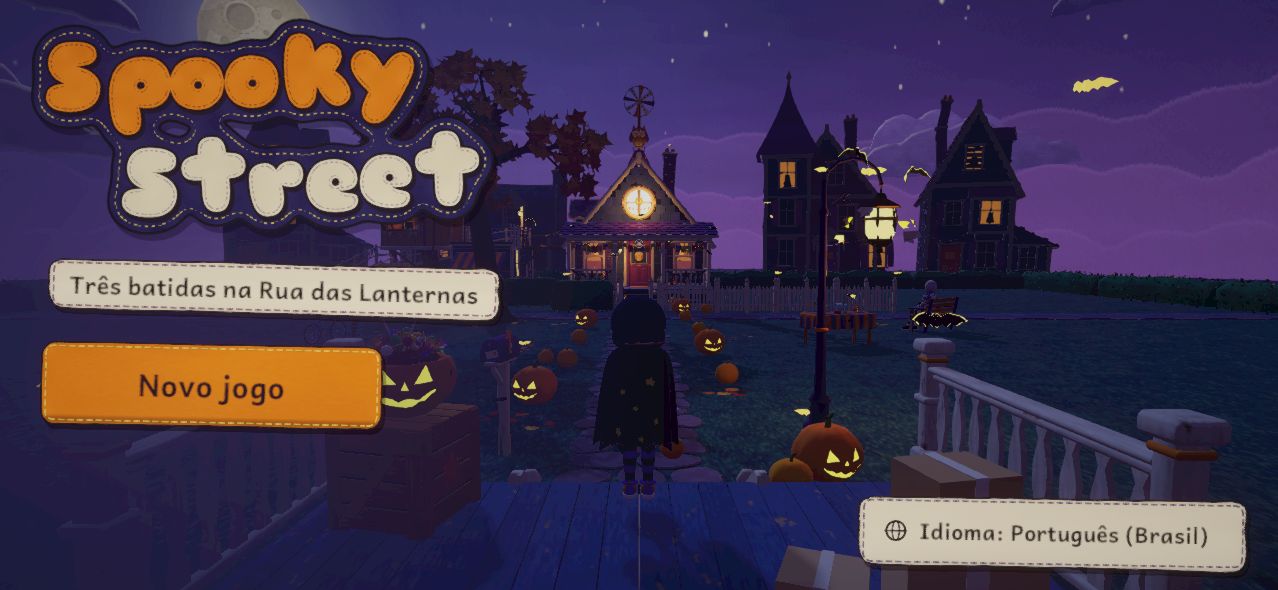 Spooky
street
Três batidas na Rua das Lanternas
Novo jogo
Idioma: Português (Brasil)